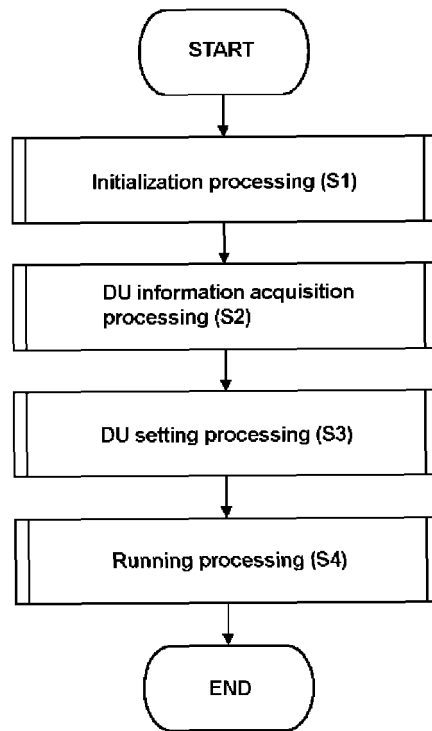 START
Initialization processing (S1)
DU information acquisition
processing (S2)
DU setting processing (S3)
Running processing (S4)
END